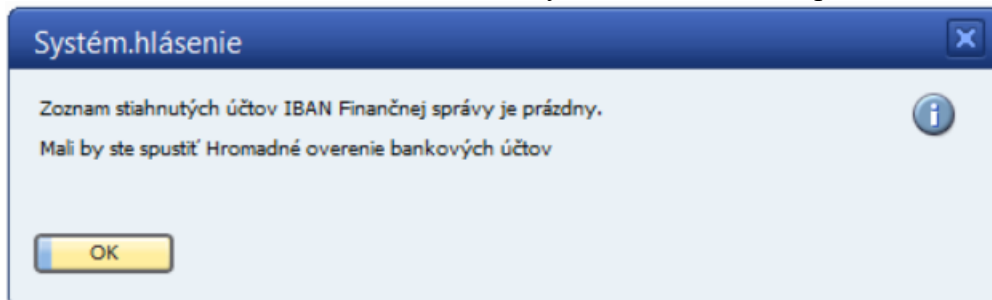 Systém.hlásenie
Zoznam stiahnutých účtov IBAN Finančnej správy je prázdny.
Mali by ste spustiť Hromadné overenie bankových účtov
OK